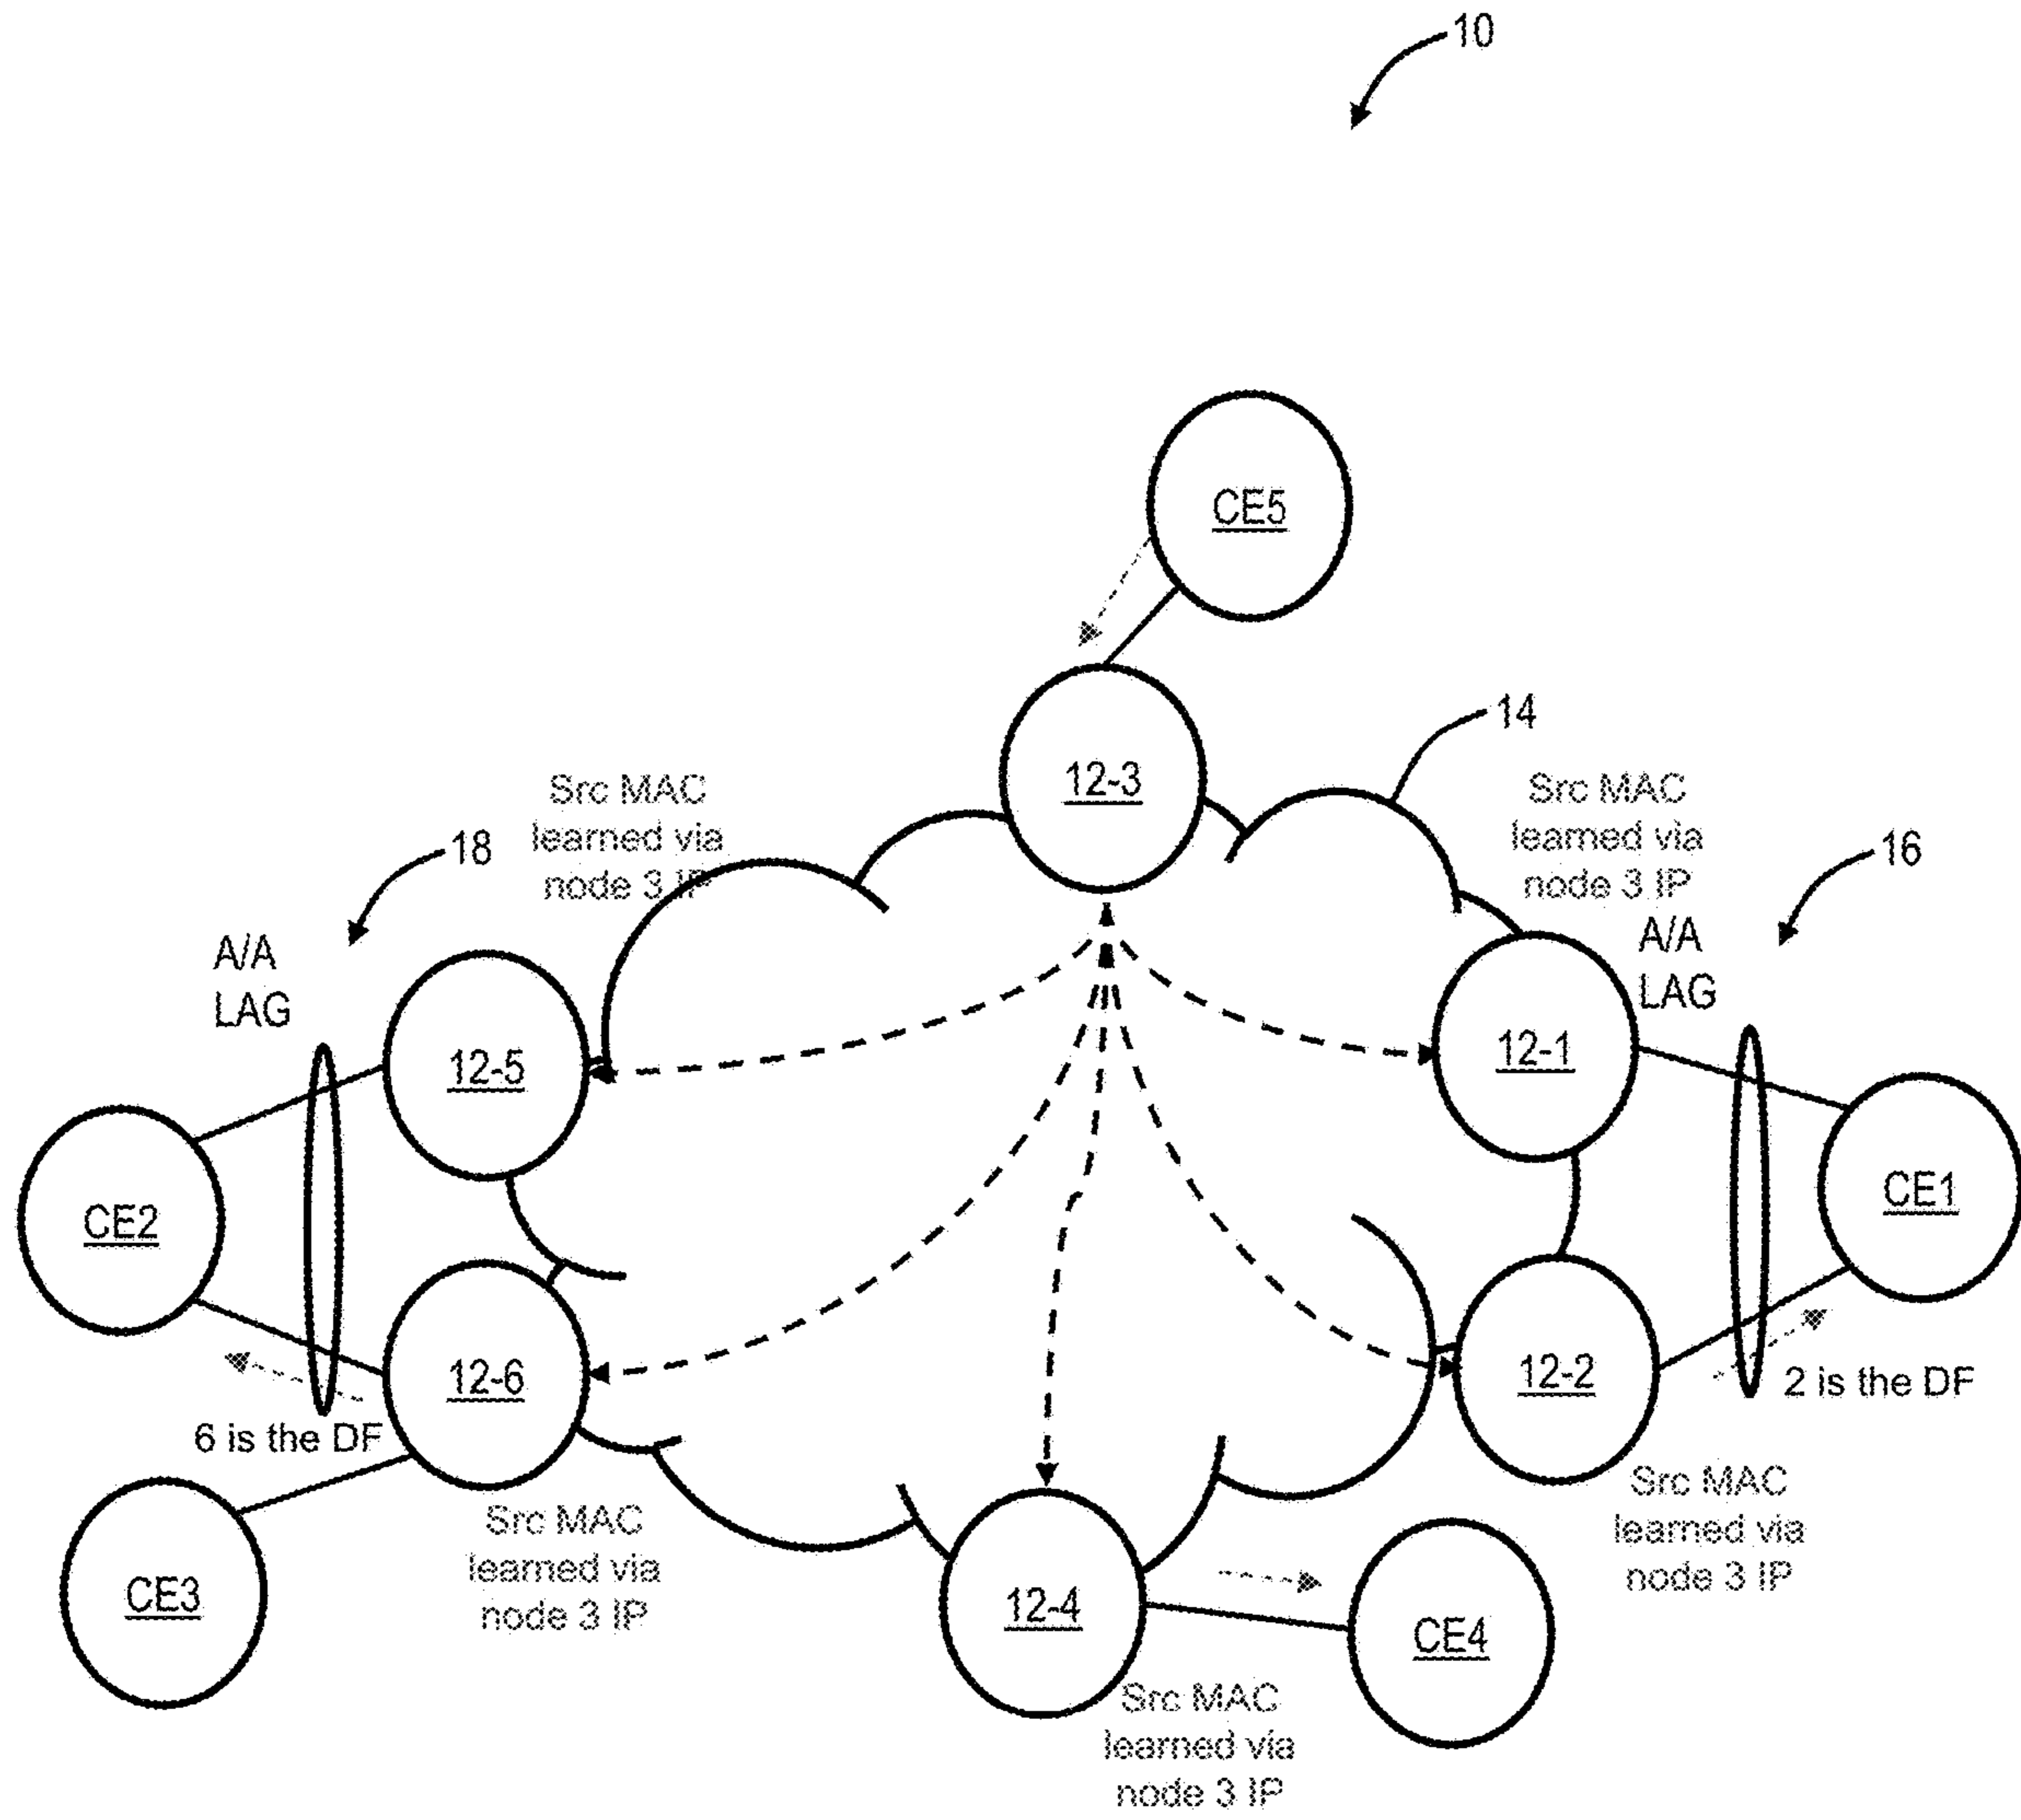 10
CE5
14
12-3
Src MAC
learned via
node 3 IP
Src MAC
learned via
node 3 IP
18
16
A/A
LAG
A/A
LAG
12-5
12-1
CE2
CE1
12-6
12-2
6 is the DF
2 is the DF
Src MAC
learned via
node 3 IP
Src MAC
learned via
node 3 IP
CE3
12-4
CE4
Src MAC
learned via
node 3 IP